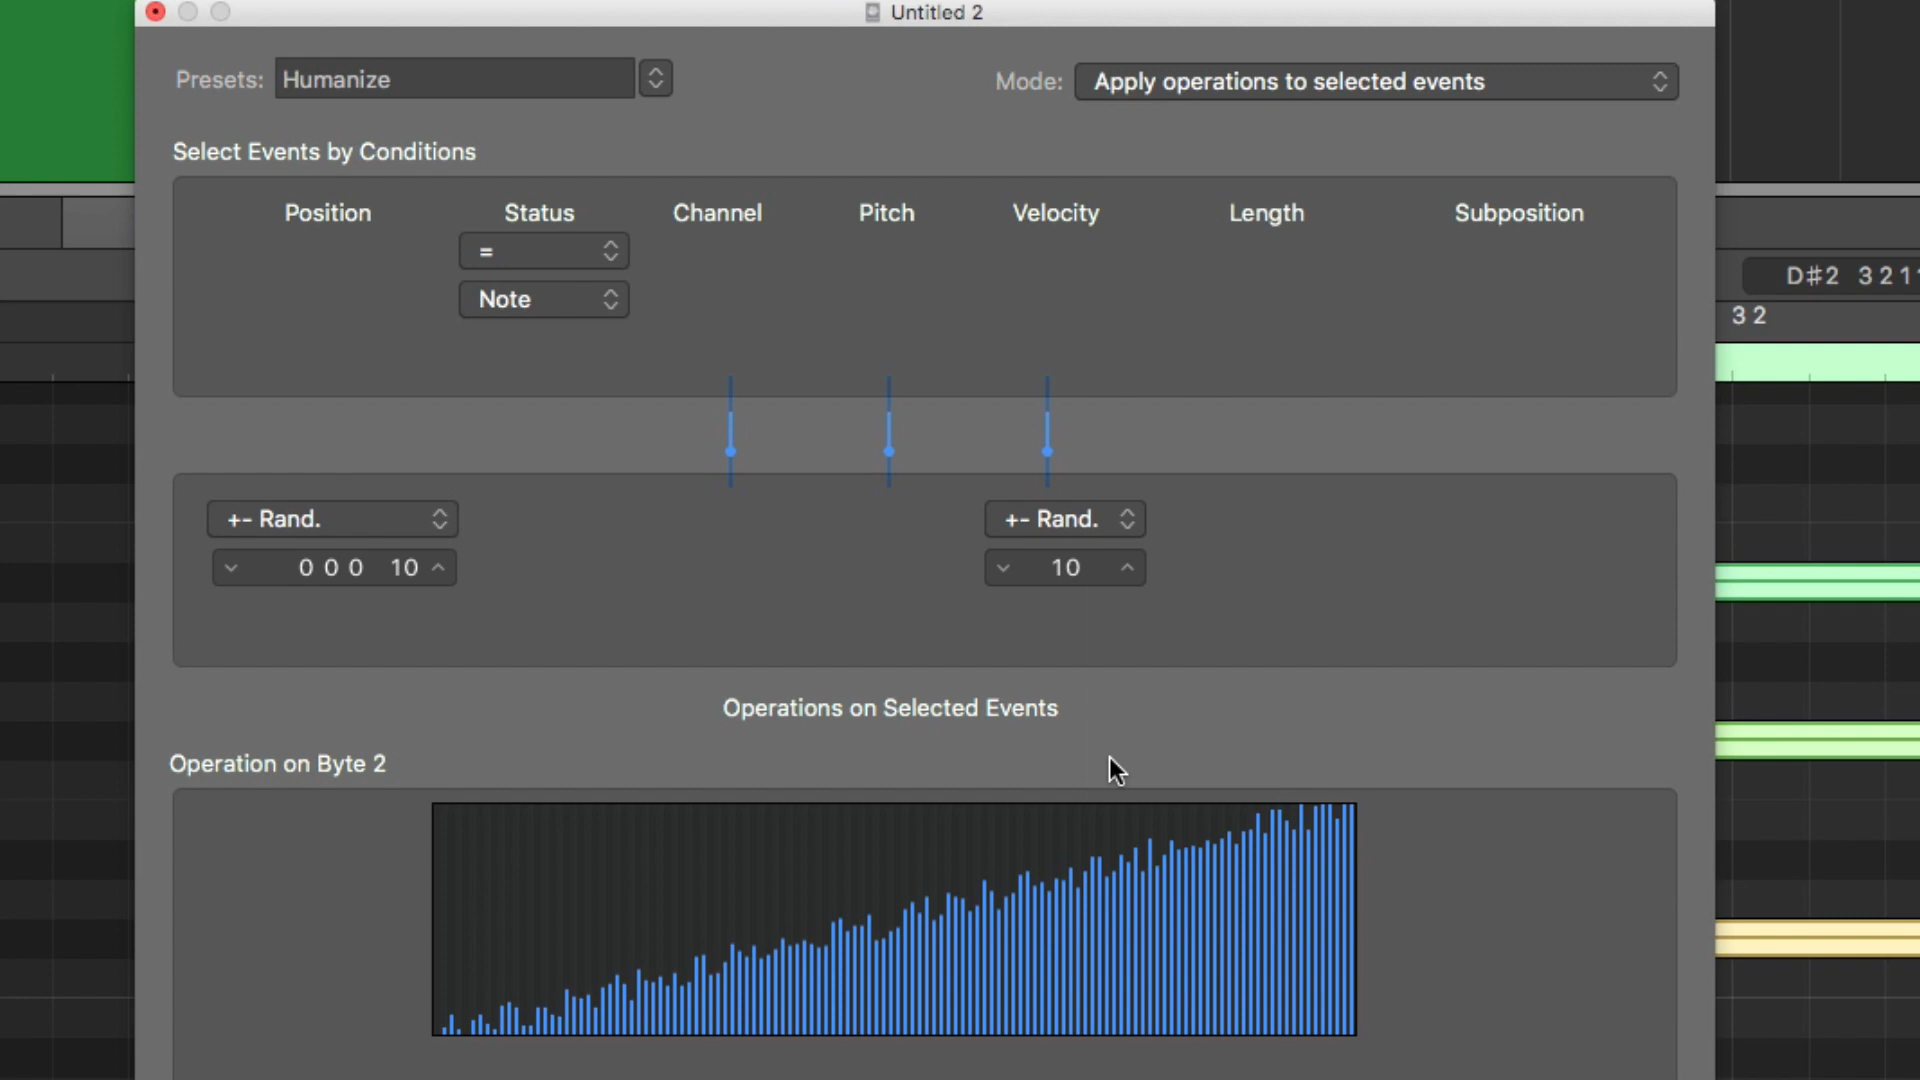 Untitled 2
Presets: Humanize
Mode: Apply operations to selected events
Select Events by Conditions
Position Status Channel Pitch Velocity Length Subposition
=
Note
D#2 3 2 1
3 2
+- Rand. +- Rand.
0 0 0 10 10
Operations on Selected Events
Operation on Byte 2